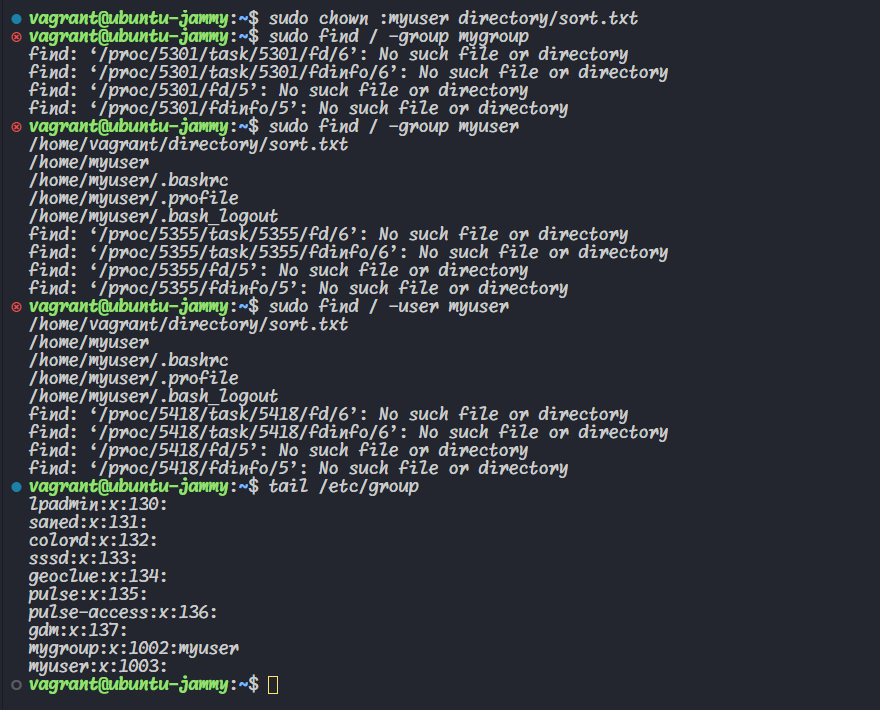 vagrant@ubuntu-jammy:~$ sudo chown :myuser directory/sort.txt
vagrant@ubuntu-jammy:~$ sudo find / -group mygroup
find: ‘/proc/5301/task/5301/fd/6’: No such file or directory
find: ‘/proc/5301/task/5301/fdinfo/6’: No such file or directory
find: ‘/proc/5301/fd/5’: No such file or directory
find: ‘/proc/5301/fdinfo/5’: No such file or directory
vagrant@ubuntu-jammy:~$ sudo find / -group myuser
/home/vagrant/directory/sort.txt
/home/myuser
/home/myuser/.bashrc
/home/myuser/.profile
/home/myuser/.bash_logout
find: ‘/proc/5355/task/5355/fd/6’: No such file or directory
find: ‘/proc/5355/task/5355/fdinfo/6’: No such file or directory
find: ‘/proc/5355/fd/5’: No such file or directory
find: ‘/proc/5355/fdinfo/5’: No such file or directory
vagrant@ubuntu-jammy:~$ sudo find / -user myuser
/home/vagrant/directory/sort.txt
/home/myuser
/home/myuser/.bashrc
/home/myuser/.profile
/home/myuser/.bash_logout
find: ‘/proc/5418/task/5418/fd/6’: No such file or directory
find: ‘/proc/5418/task/5418/fdinfo/6’: No such file or directory
find: ‘/proc/5418/fd/5’: No such file or directory
find: ‘/proc/5418/fdinfo/5’: No such file or directory
vagrant@ubuntu-jammy:~$ tail /etc/group
lpadmin:x:130:
saned:x:131:
colord:x:132:
sssd:x:133:
geoclue:x:134:
pulse:x:135:
pulse-access:x:136:
gdm:x:137:
mygroup:x:1002:myuser
myuser:x:1003:
vagrant@ubuntu-jammy:~$